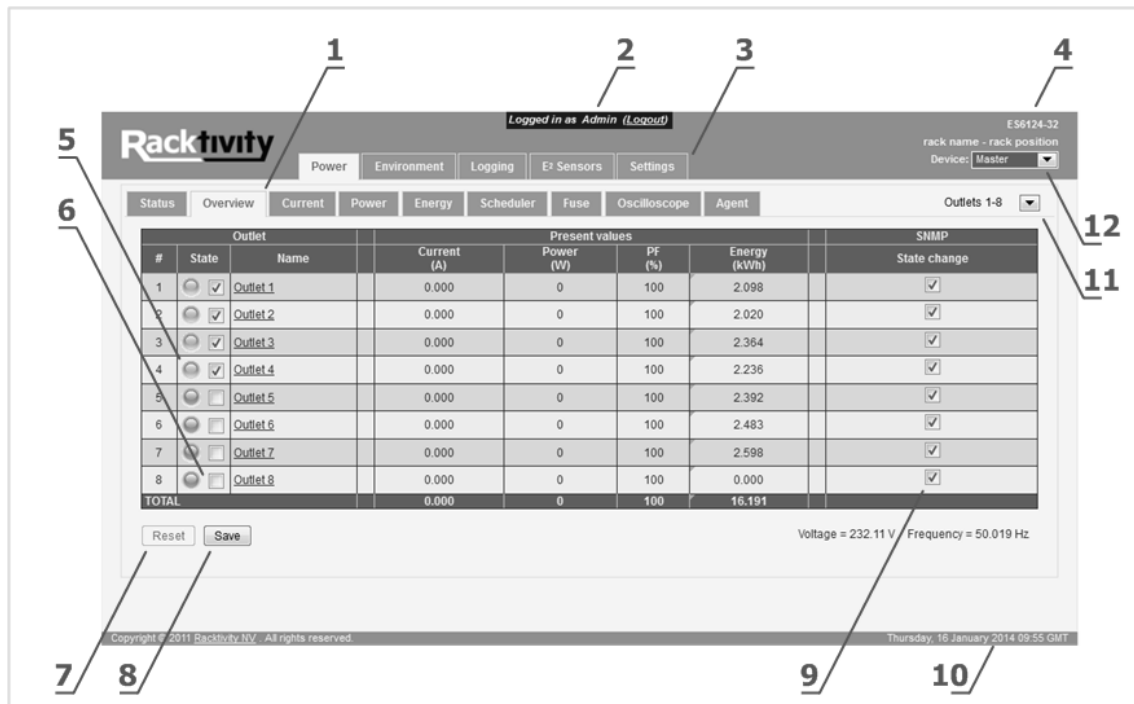 1 2 3 4
Logged in as Admin (Logout)
ES6124-32
Racktivity
rack name - rack position
5
Power Environment Logging E² Sensors Settings
Device: Master
6
Status Overview Current Power Energy Scheduler Fuse Oscilloscope Agent
Outlets 1-8
12
Outlet Present values SNMP
# State Name Current (A) Power (W) PF (%) Energy (kWh) State change
11
1 Outlet 1 0.000 0 100 2.098
2 Outlet 2 0.000 0 100 2.020
3 Outlet 3 0.000 0 100 2.364
4 Outlet 4 0.000 0 100 2.236
5 Outlet 5 0.000 0 100 2.392
6 Outlet 6 0.000 0 100 2.483
7 Outlet 7 0.000 0 100 2.598
8 Outlet 8 0.000 0 100 0.000
TOTAL 0.000 0 100 16.191
Reset Save
Voltage = 232.11 V Frequency = 50.019 Hz
Copyright © 2011 Racktivity NV . All rights reserved.
Thursday, 16 January 2014 09:55 GMT
7 8 9 10